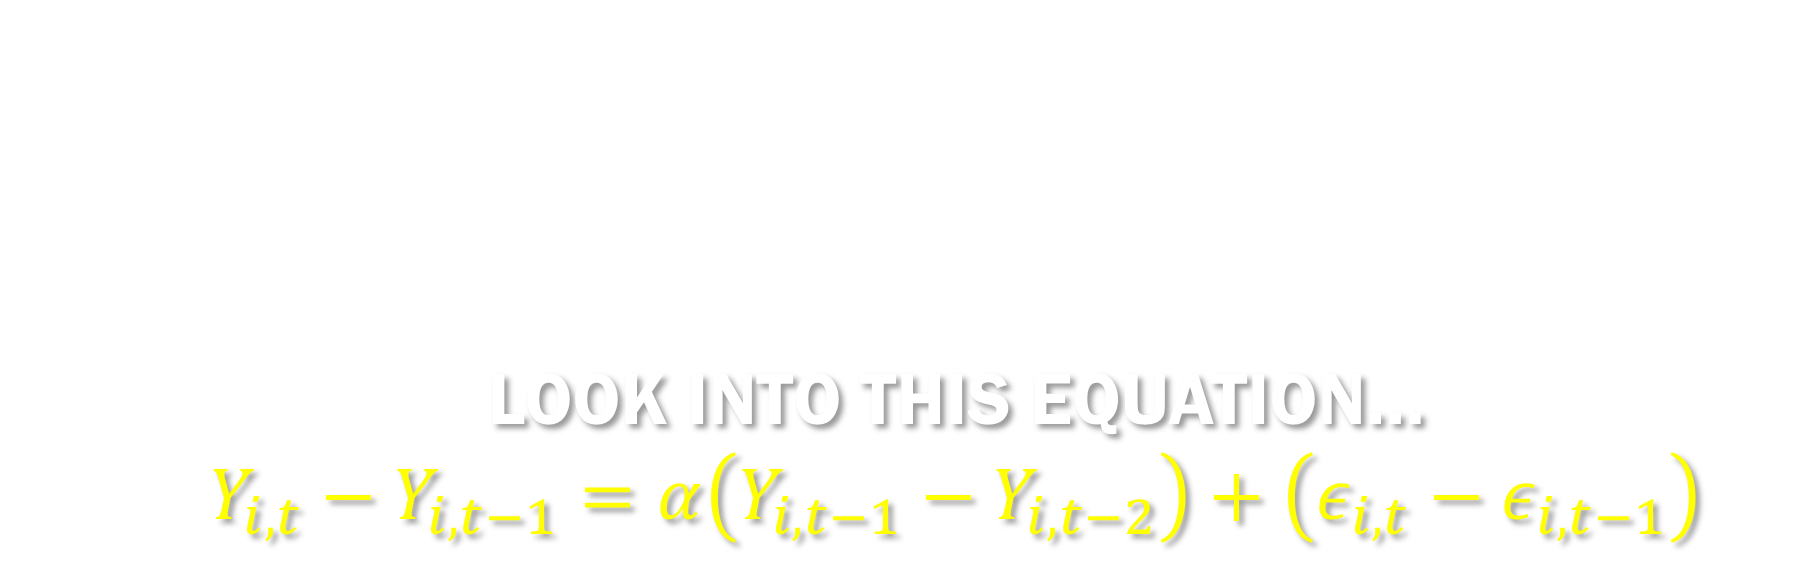 LOOK INTO THIS EQUATION...
𝑌𝑖,𝑡 − 𝑌𝑖,𝑡−1 = 𝛼(𝑌𝑖,𝑡−1 − 𝑌𝑖,𝑡−2) + (𝜖𝑖,𝑡 − 𝜖𝑖,𝑡−1)